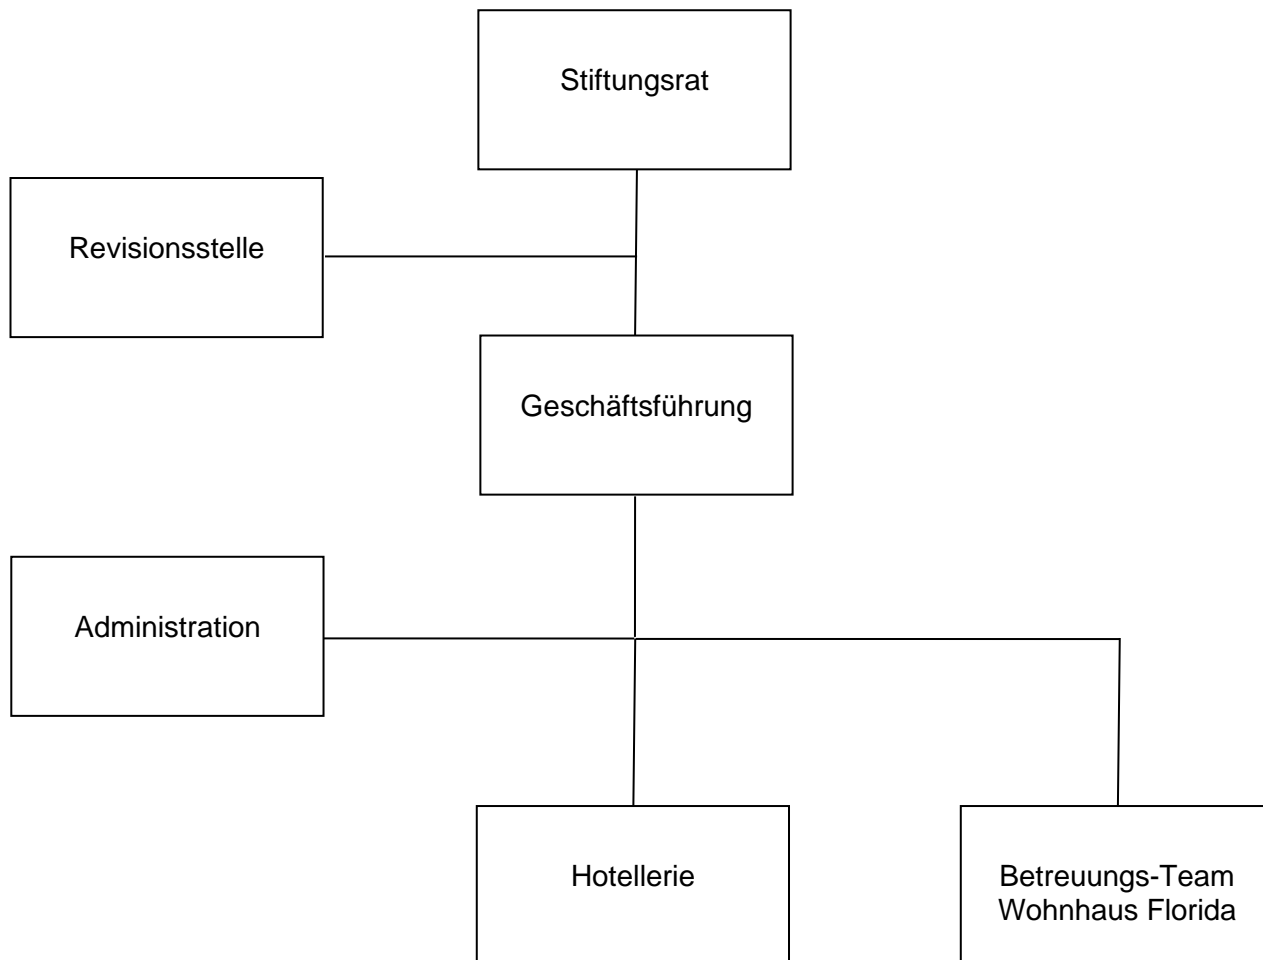 Stiftungsrat
Revisionsstelle
Geschäftsführung
Administration
Hotellerie
Betreuungs-Team
Wohnhaus Florida